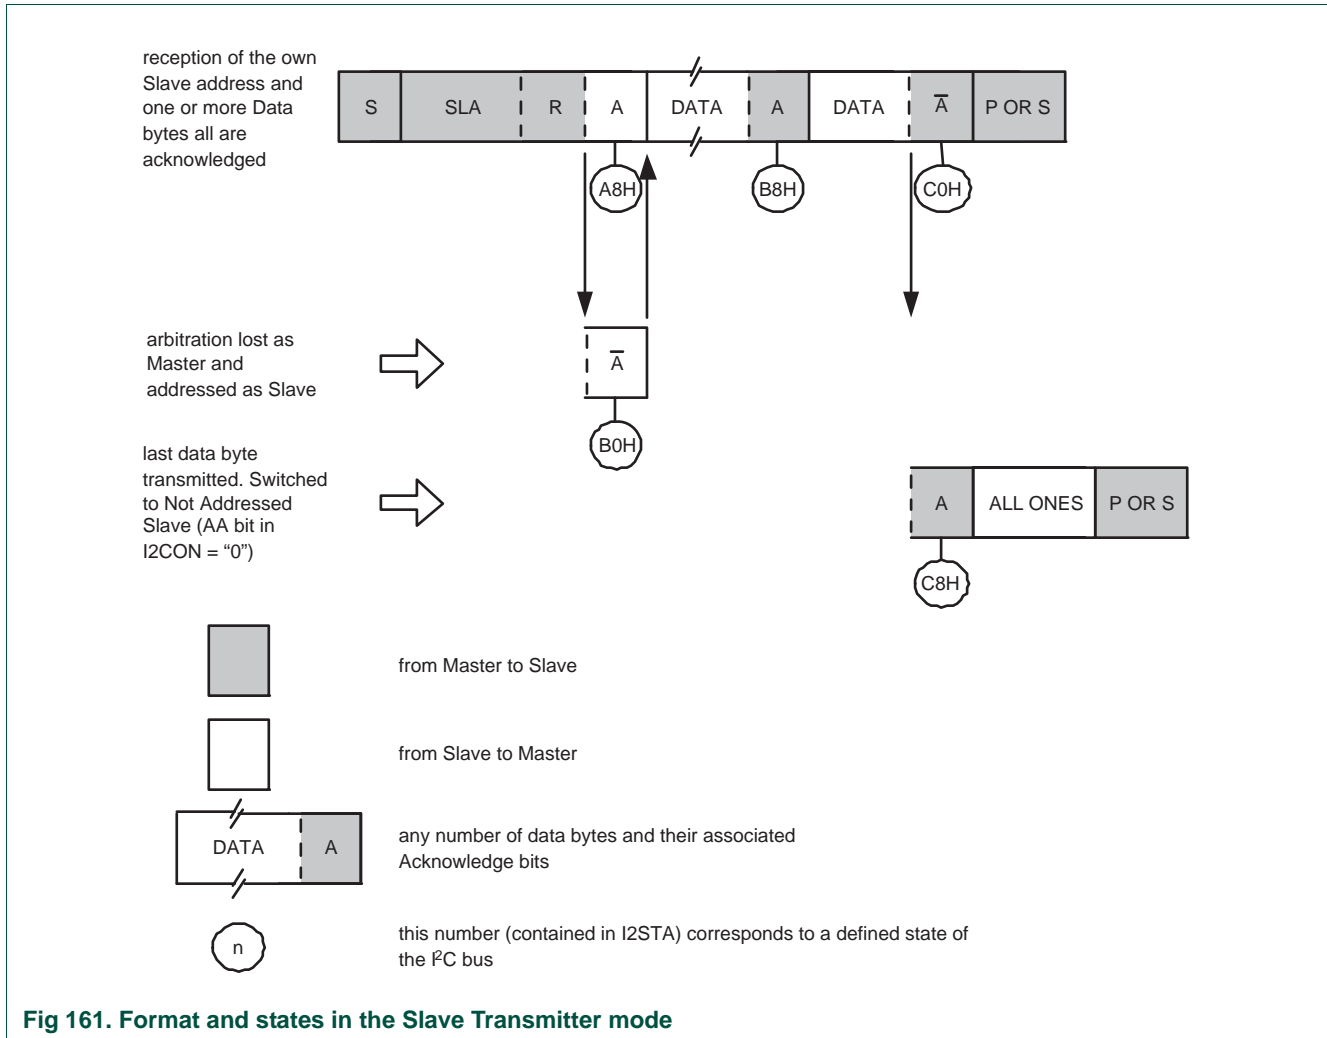 reception of the own
Slave address and
one or more Data
bytes all are
acknowledged
S SLA R A DATA A DATA A̅ P OR S
A8H B8H C0H
arbitration lost as
Master and
addressed as Slave
A̅
B0H
last data byte
transmitted. Switched
to Not Addressed
Slave (AA bit in
I2CON = “0”)
A ALL ONES P OR S
C8H
from Master to Slave
from Slave to Master
DATA A
any number of data bytes and their associated
Acknowledge bits
n
this number (contained in I2STA) corresponds to a defined state of
the I²C bus
Fig 161. Format and states in the Slave Transmitter mode